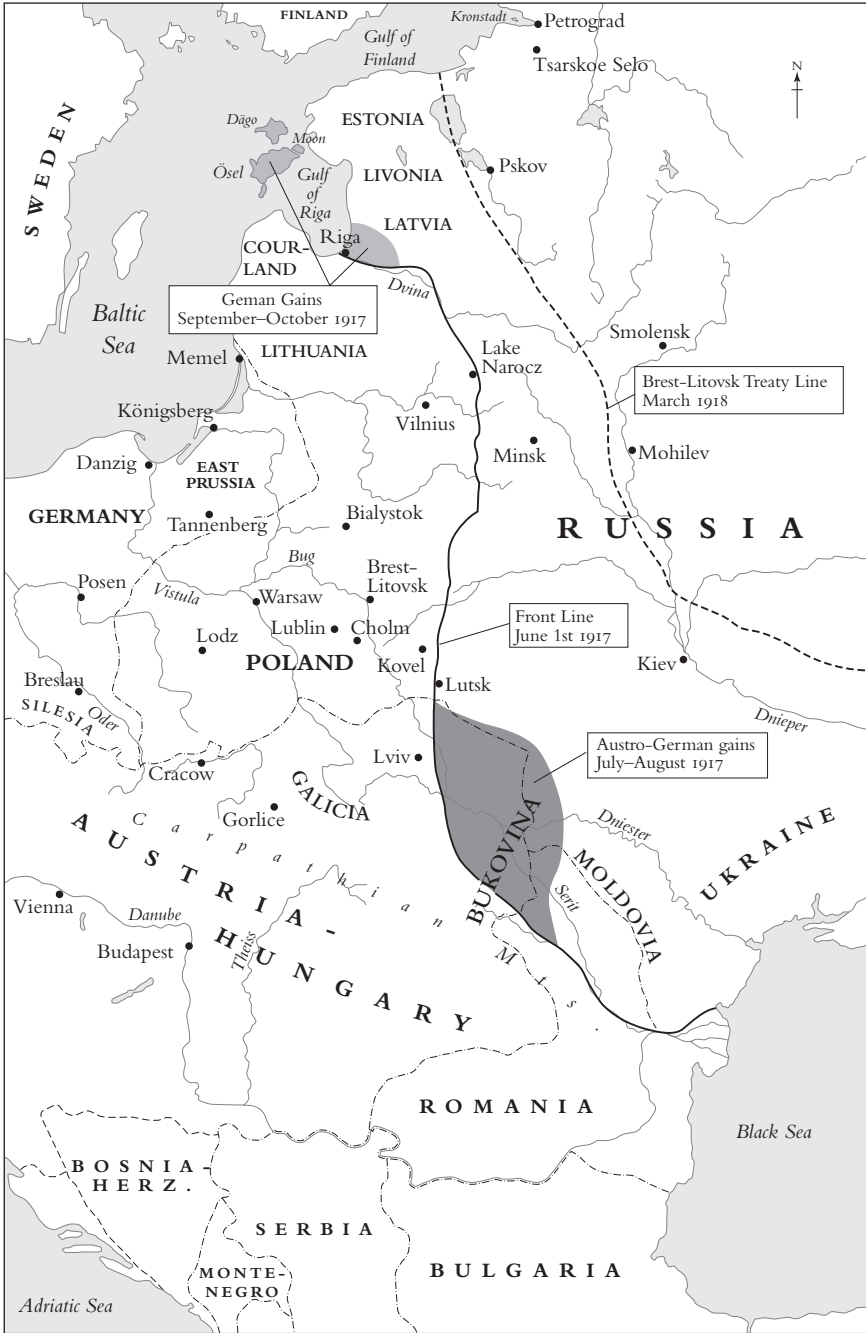 FINLAND
Kronstadt
Petrograd
Gulf of
Finland
Tsarskoe Selo
N
SWEDEN
ESTONIA
Dägo
Moon
Ösel
Pskov
LIVONIA
Gulf
of
Riga
LATVIA
Riga
COUR-
LAND
Dvina
Geman Gains
September–October 1917
Baltic
Sea
LITHUANIA
Smolensk
Memel
Lake
Narocz
Brest-Litovsk Treaty Line
March 1918
Königsberg
Vilnius
Minsk
Mohilev
Danzig
EAST
PRUSSIA
GERMANY
Tannenberg
Bialystok
RUSSIA
Bug
Brest-
Litovsk
Posen
Vistula
Warsaw
Front Line
June 1st 1917
Lublin
Cholm
Lodz
POLAND
Kovel
Kiev
Breslau
Lutsk
SILESIA
Oder
Dnieper
Austro-German gains
July–August 1917
Lviv
Cracow
GALICIA
Gorlice
Carpathian Mts.
BUKOVINA
Dniester
UKRAINE
AUSTRIA-
HUNGARY
MOLDOVIA
Serit
Vienna
Danube
Budapest
Theiss
ROMANIA
Black Sea
BOSNIA-
HERZ.
SERBIA
MONTE-
NEGRO
BULGARIA
Adriatic Sea